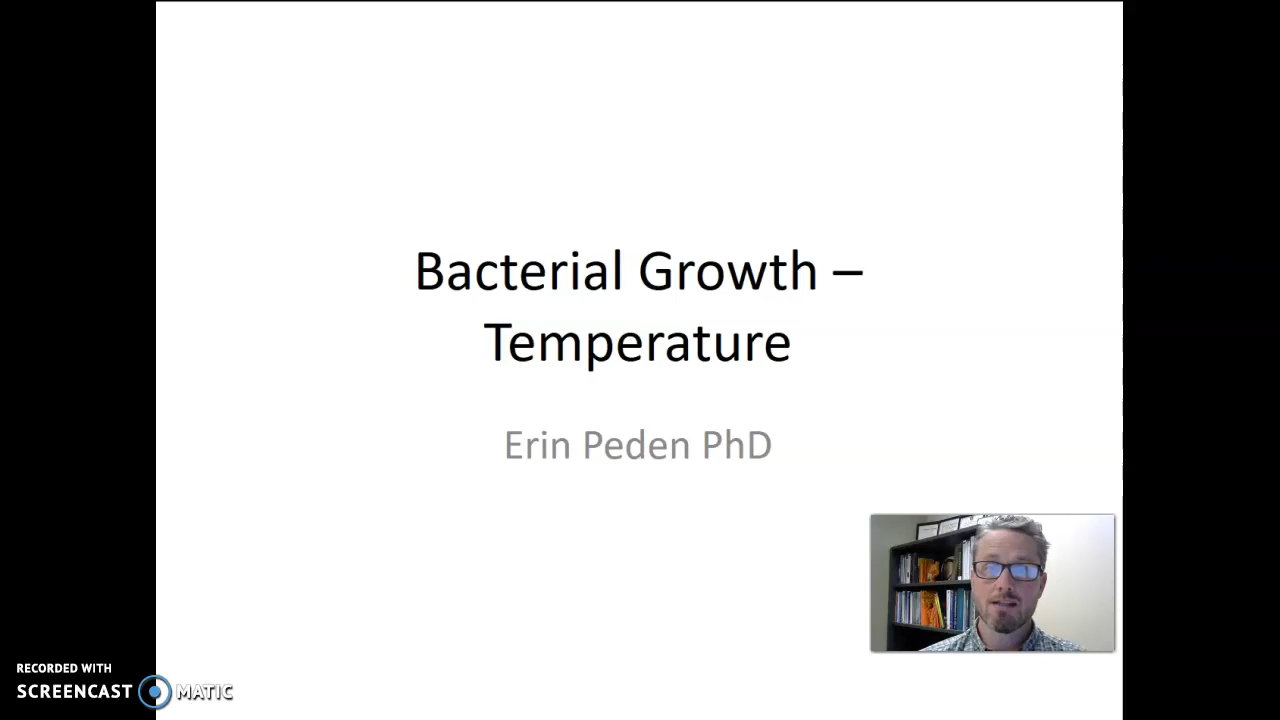 Bacterial Growth –
Temperature
Erin Peden PhD
RECORDED WITH
SCREENCAST MATIC